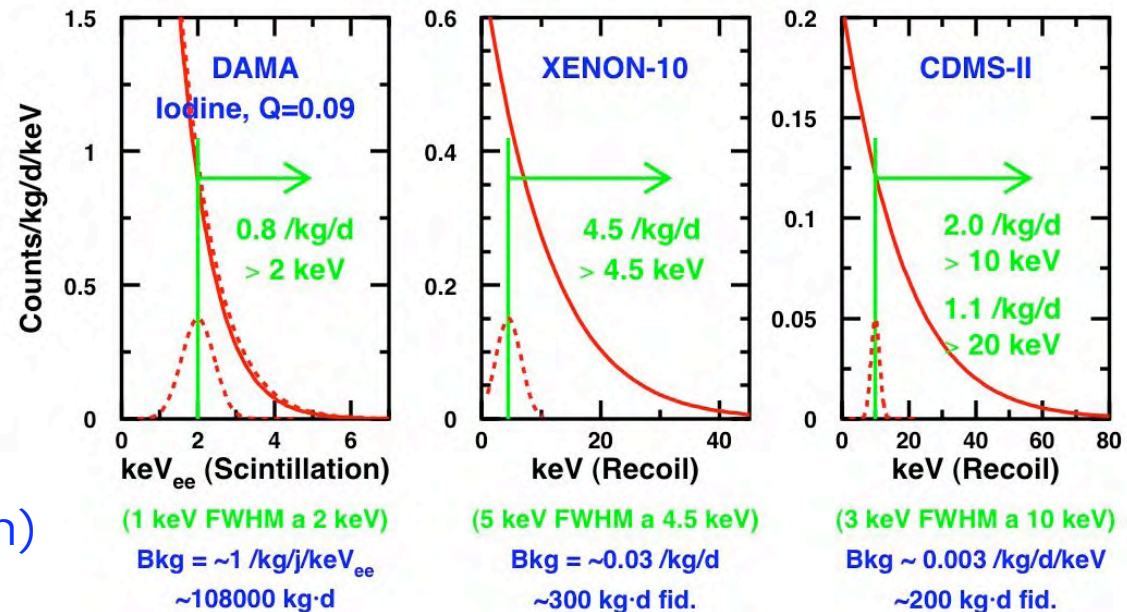 Counts/kg/d/keV
1.5
1
0.5
0
DAMA
Iodine, Q=0.09
0.8 /kg/d
> 2 keV
0 2 4 6
keVee (Scintillation)
(1 keV FWHM a 2 keV)
Bkg = ~1 /kg/j/keVee
~108000 kg·d
0.6
0.4
0.2
0
XENON-10
4.5 /kg/d
> 4.5 keV
0 20 40
keV (Recoil)
(5 keV FWHM a 4.5 keV)
Bkg = ~0.03 /kg/d
~300 kg·d fid.
0.2
0.15
0.1
0.05
0
CDMS-II
2.0 /kg/d
> 10 keV
1.1 /kg/d
> 20 keV
0 20 40 60 80
keV (Recoil)
(3 keV FWHM a 10 keV)
Bkg ~ 0.003 /kg/d/keV
~200 kg·d fid.
n)